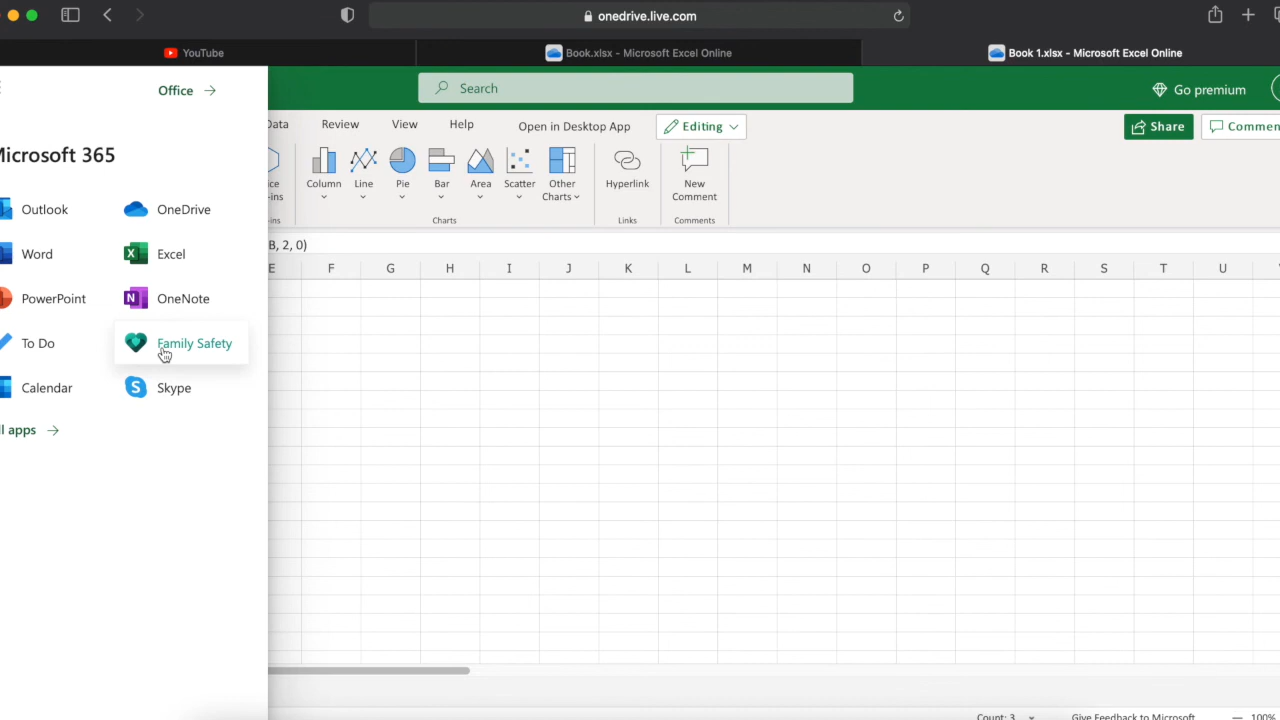 onedrive.live.com
YouTube
Book.xlsx - Microsoft Excel Online
Book 1.xlsx - Microsoft Excel Online
Office
Search
Go premium
Microsoft 365
Data Review View Help Open in Desktop App Editing Share Commen
Column Line Pie Bar Area Scatter Other Charts Hyperlink New Comment
ins
Charts Links Comments
Outlook OneDrive
Word Excel
PowerPoint OneNote
To Do Family Safety
Calendar Skype
ll apps
B, 2, 0)
E F G H I J K L M N O P Q R S T U
Count: 3 Give Feedback to Microsoft 100%